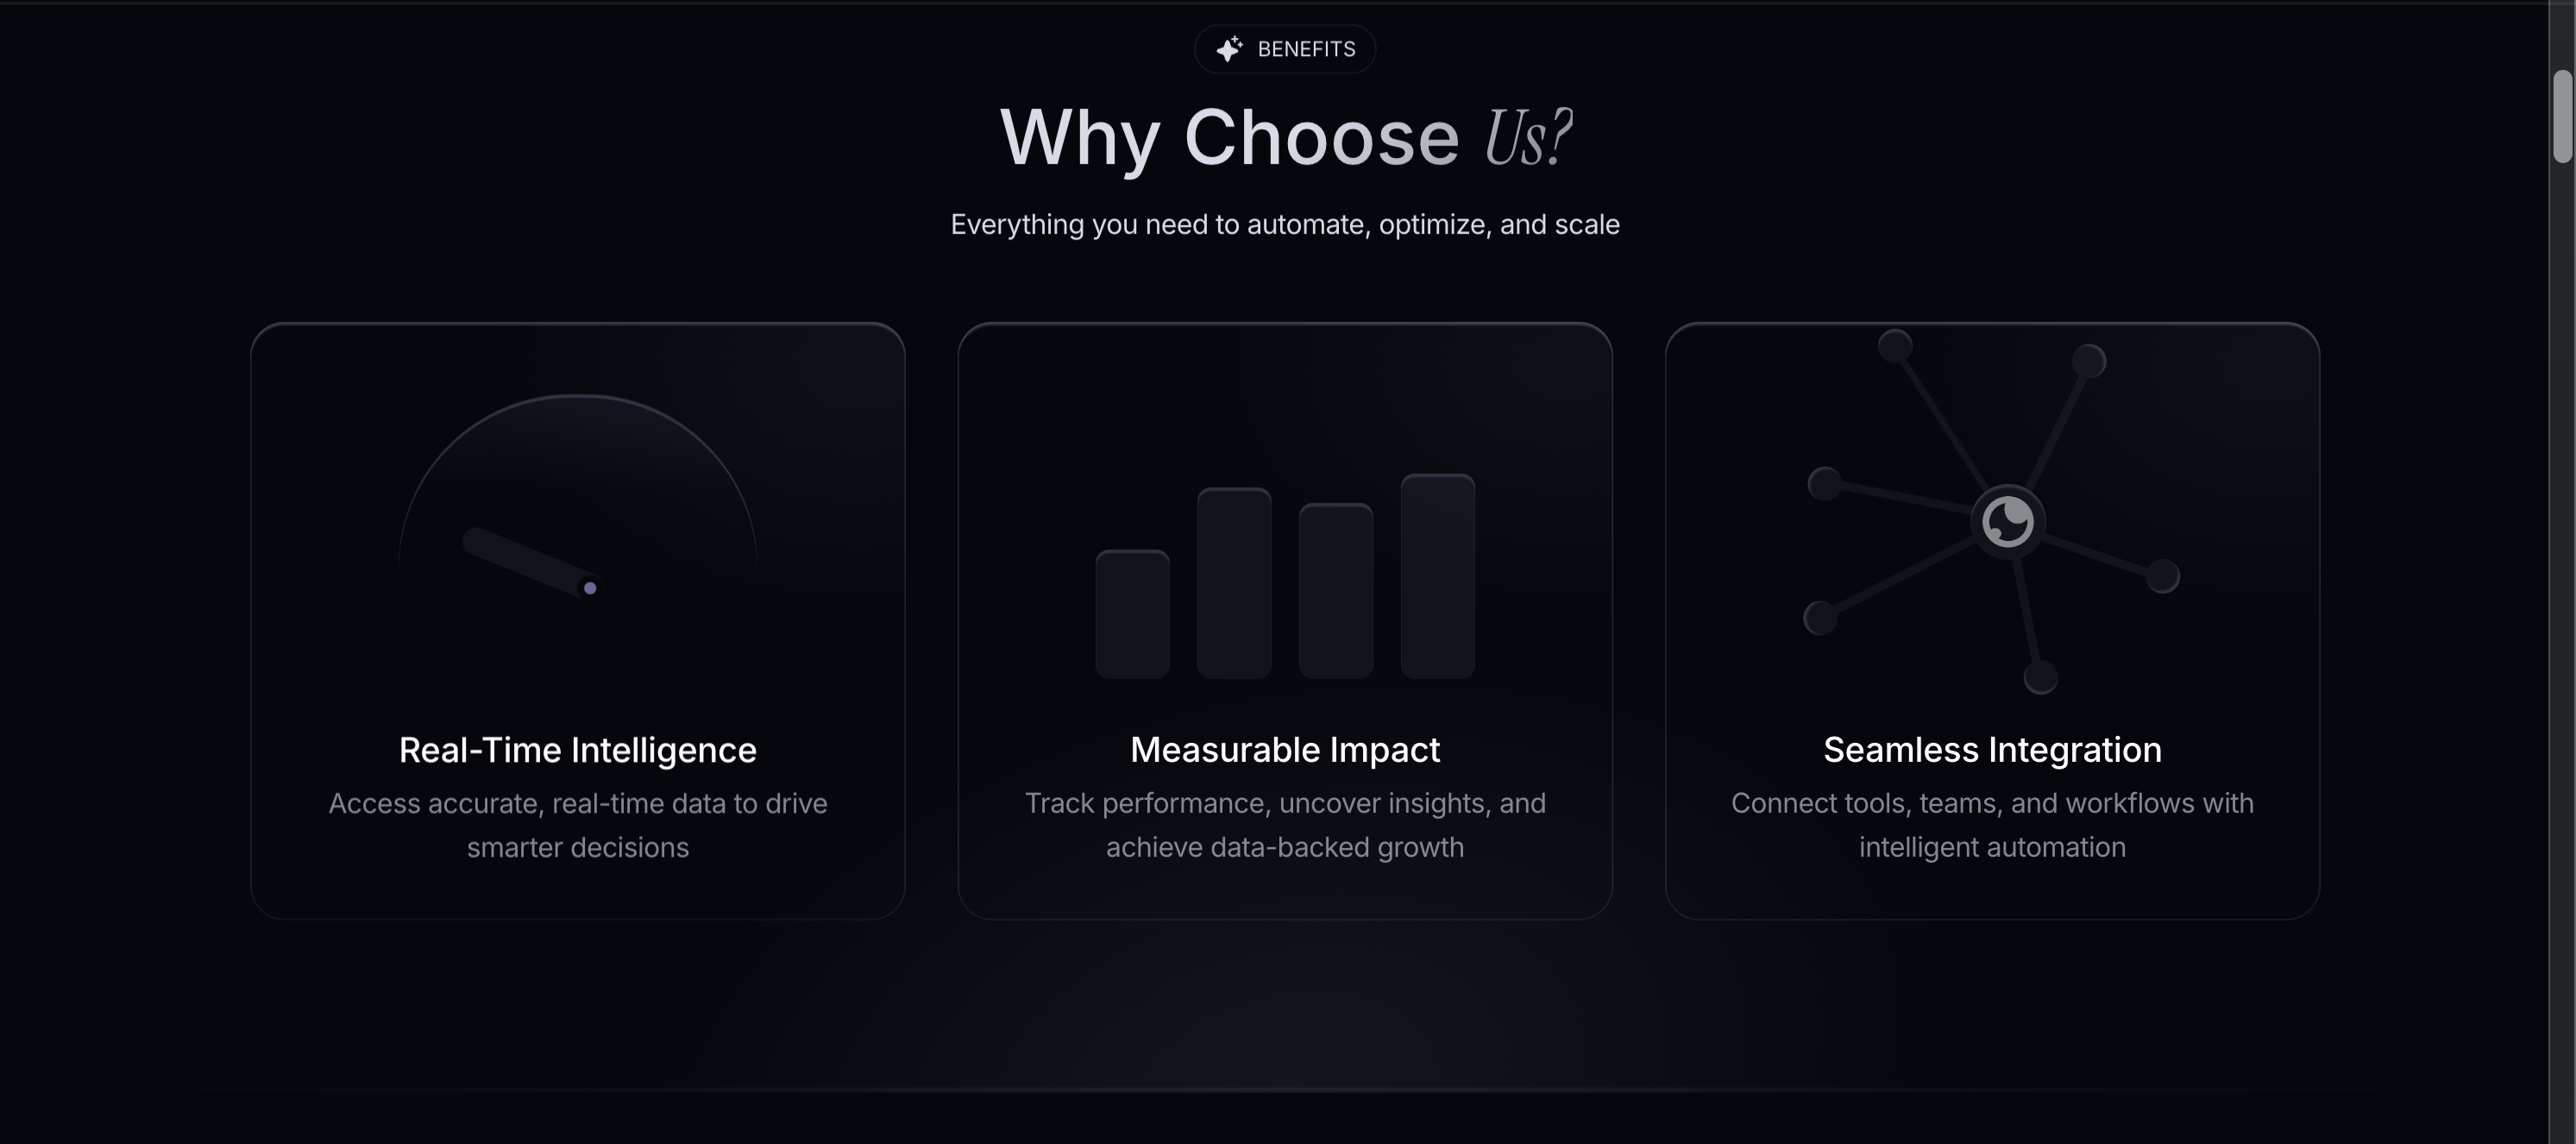 BENEFITS
Why Choose Us?
Everything you need to automate, optimize, and scale
Real-Time Intelligence
Access accurate, real-time data to drive
smarter decisions
Measurable Impact
Track performance, uncover insights, and
achieve data-backed growth
Seamless Integration
Connect tools, teams, and workflows with
intelligent automation